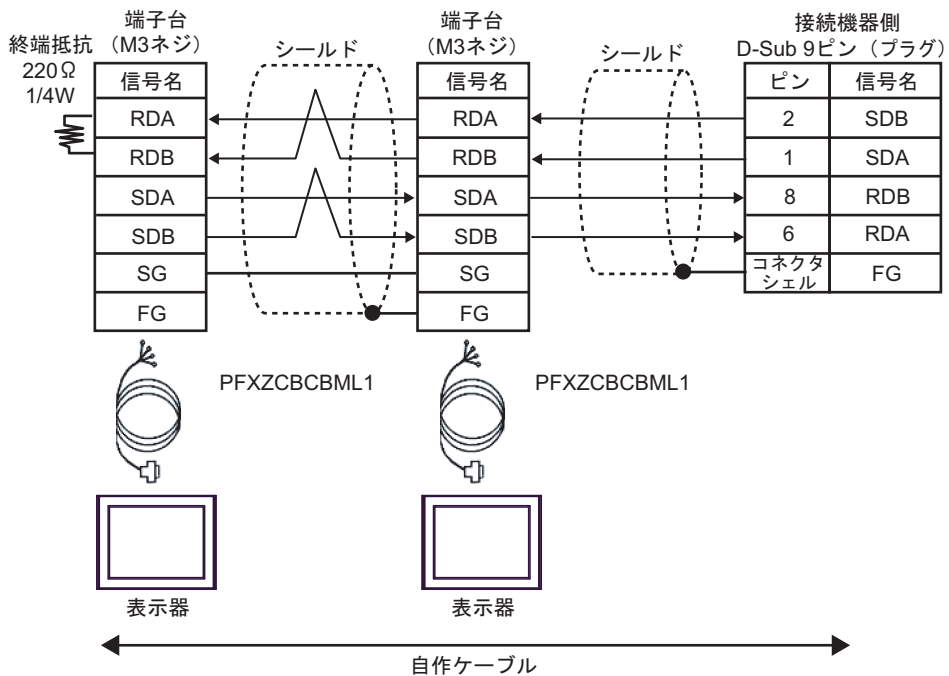 終端抵抗
220Ω
1/4W
端子台
（M3ネジ）
信号名
RDA
RDB
SDA
SDB
SG
FG
シールド
端子台
（M3ネジ）
信号名
RDA
RDB
SDA
SDB
SG
FG
シールド
接続機器側
D-Sub 9ピン（プラグ）
ピン 信号名
2 SDB
1 SDA
8 RDB
6 RDA
コネクタ
シェル FG
PFXZCBCBML1
PFXZCBCBML1
表示器
表示器
自作ケーブル